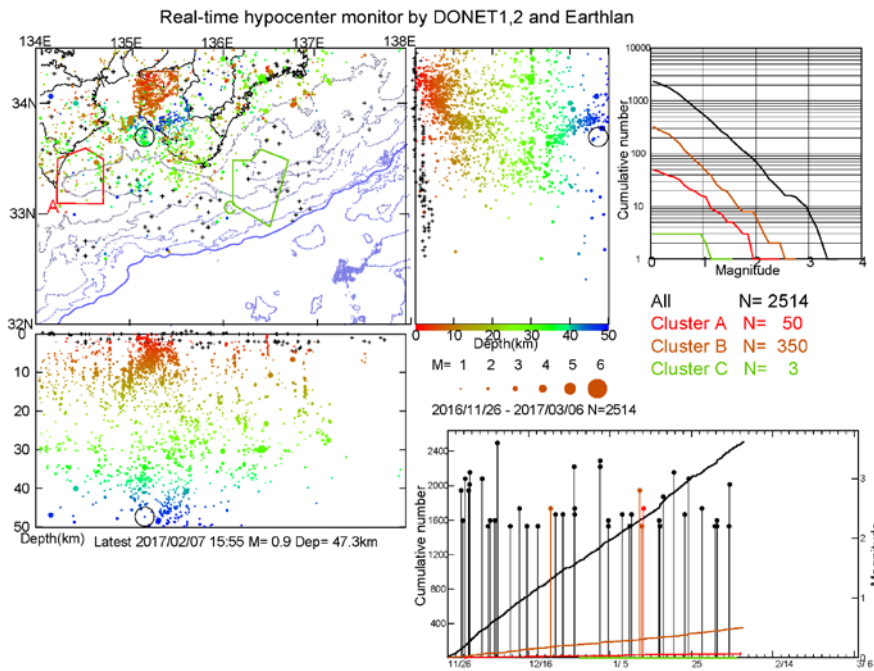 Real-time hypocenter monitor by DONET1,2 and Earthlan
134E 135E 136E 137E 138E
34N
33N
32N
A
C
0 10 20 30 40 50
Depth(km)
10000
1000
100
10
1
Cumulative number
0 1 2 3 4
Magnitude
All N= 2514
Cluster A N= 50
Cluster B N= 350
Cluster C N= 3
M= 1 2 3 4 5 6
2016/11/26 - 2017/03/06 N=2514
0
10
20
30
40
50
Depth(km) Latest 2017/02/07 15:55 M= 0.9 Dep= 47.3km
2400
2000
1600
1200
800
400
Cumulative number
3
2
1
Magnitude
11/26 12/16 1/ 5 25 2/14 3/ 6